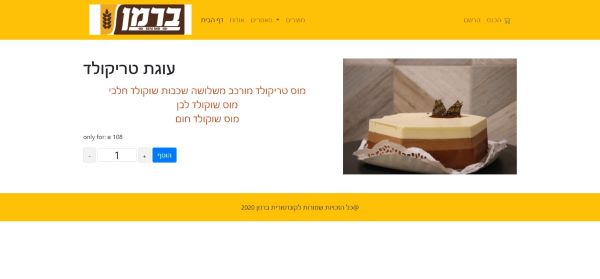 ברמן
דף הבית
אודות
מאמרים
מוצרים
הכנס
הרשם
עוגת טריקולד
מוס טריקולד מורכב משלושה שכבות שוקולד חלבי
מוס שוקולד לבן
מוס שוקולד חום
only for: ₪ 108
- 1 +
הוסף
@כל הזכויות שמורות לקונדטורית ברמן 2020